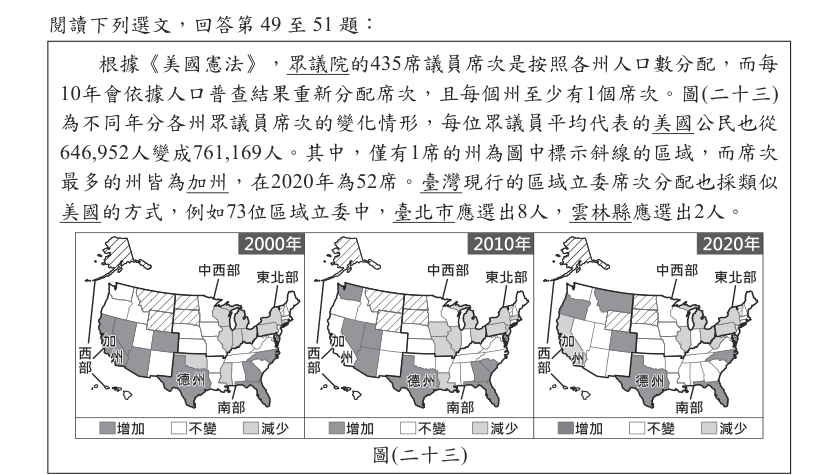 閱讀下列選文，回答第 49 至 51 題：
根據《美國憲法》，眾議院的435席議員席次是按照各州人口數分配，而每
10年會依據人口普查結果重新分配席次，且每個州至少有1個席次。圖(二十三)
為不同年分各州眾議員席次的變化情形，每位眾議員平均代表的美國公民也從
646,952人變成761,169人。其中，僅有1席的州為圖中標示斜線的區域，而席次
最多的州皆為加州，在2020年為52席。臺灣現行的區域立委席次分配也採類似
美國的方式，例如73位區域立委中，臺北市應選出8人，雲林縣應選出2人。
2000年
中西部
東北部
加州
西部
德州
南部
增加 不變 減少
2010年
中西部
東北部
加州
西部
德州
南部
增加 不變 減少
2020年
中西部
東北部
加州
西部
德州
南部
增加 不變 減少
圖(二十三)